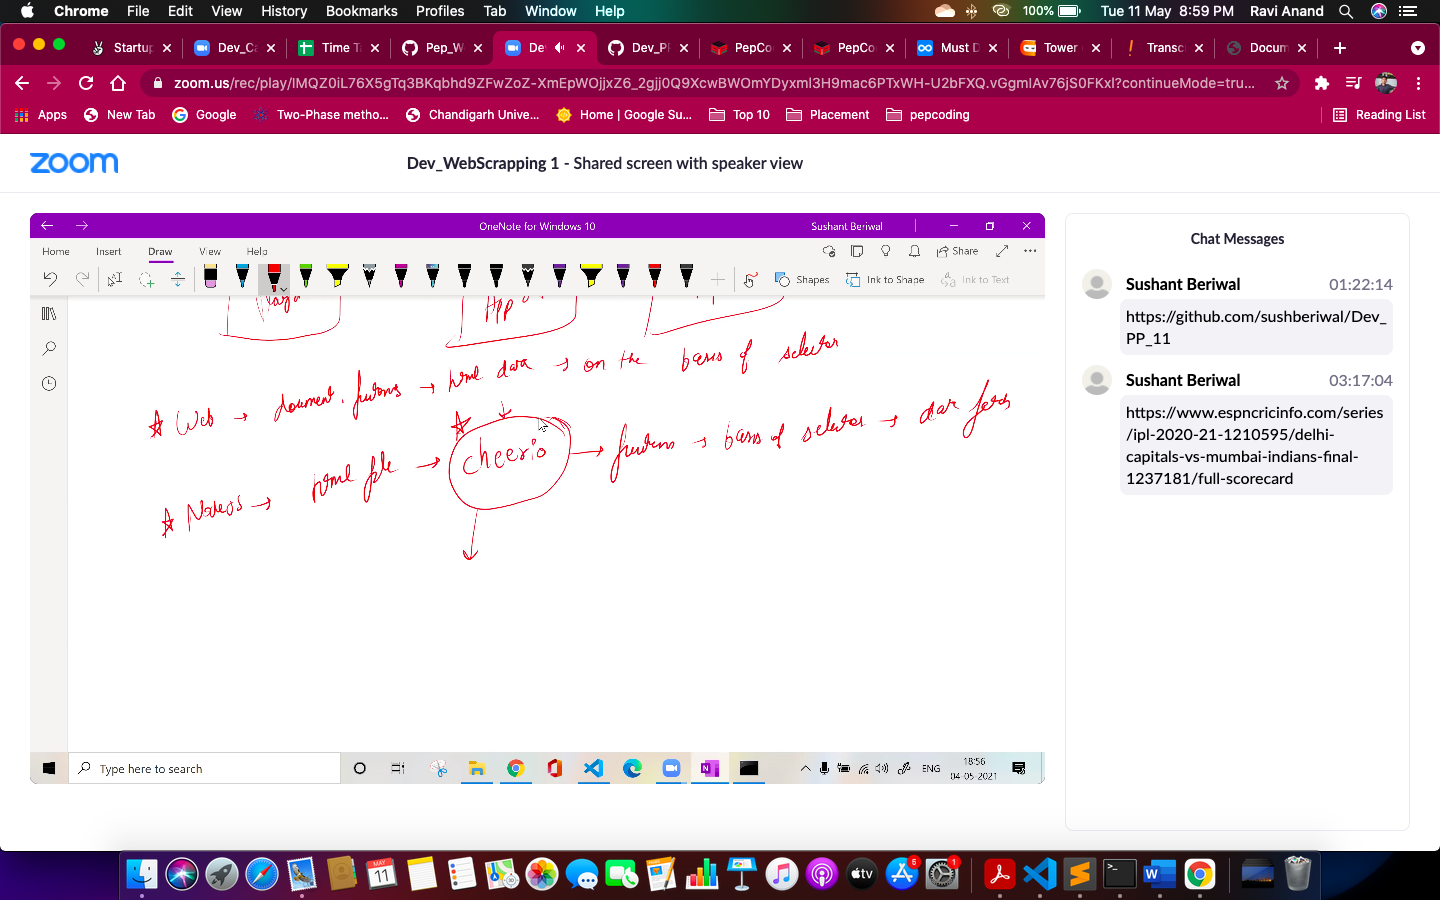 Chrome File Edit View History Bookmarks Profiles Tab Window Help 100% Tue 11 May 8:59 PM Ravi Anand
Startup Dev_Ca Time T Pep_W De Dev_P PepCo PepCo Must D Tower Transc Docum
zoom.us/rec/play/lMQZ0iL76X5gTq3BKqbhd9ZFwZoZ-XmEpWOjjxZ6_2gjj0Q9XcwBWOmYDyxml3H9mac6PTxWH-U2bFXQ.vGgmlAv76jS0FKxl?continueMode=tru...
Apps New Tab Google Two-Phase metho... Chandigarh Unive... Home | Google Su... Top 10 Placement pepcoding Reading List
zoom Dev_WebScrapping 1 - Shared screen with speaker view
OneNote for Windows 10 Sushant Beriwal
Home Insert Draw View Help Share
Shapes Ink to Shape Ink to Text
App
Web → document. functions → html data → on the basis of selector
Nodejs → html file → cheerio → functions → basis of selector → data fetch
Type here to search ENG 18:56
04-05-2021
Chat Messages
Sushant Beriwal 01:22:14
https://github.com/sushberiwal/Dev_
PP_11
Sushant Beriwal 03:17:04
https://www.espncricinfo.com/series
/ipl-2020-21-1210595/delhi-
capitals-vs-mumbai-indians-final-
1237181/full-scorecard
MAY
11
5
1
tv